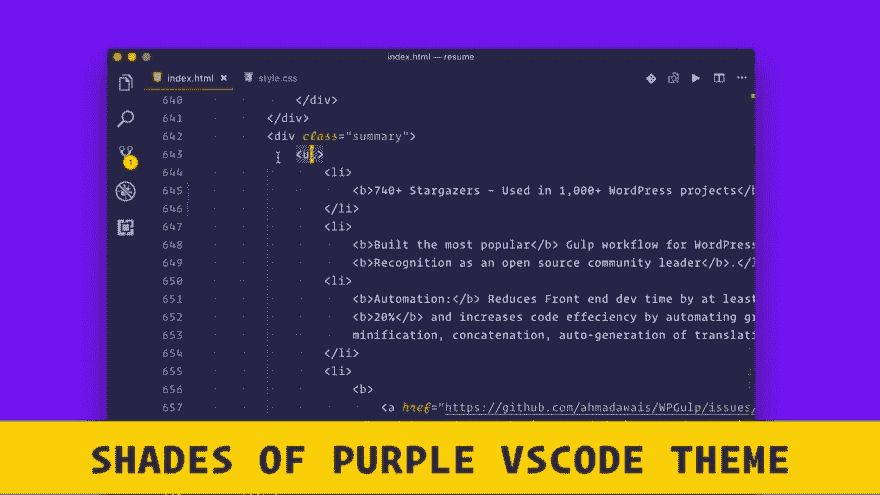 index.html — resume
index.html × style.css
640 </div>
641 </div>
642 <div class="summary">
643 <ul>
644 <li>
645 <b>740+ Stargazers – Used in 1,000+ WordPress projects</b
646 </li>
647 <li>
648 <b>Built the most popular</b> Gulp workflow for WordPress
649 <b>Recognition as an open source community leader</b>.</l
650 <li>
651 <b>Automation:</b> Reduces Front end dev time by at least
652 <b>20%</b> and increases code effeciency by automating
653 minification, concatenation, auto-generation of
654 </li>
655 <li>
656 <b>
657 <a href="https://github.com/ahmadawais/WPGulp/issues/
1
SHADES OF PURPLE VSCODE THEME